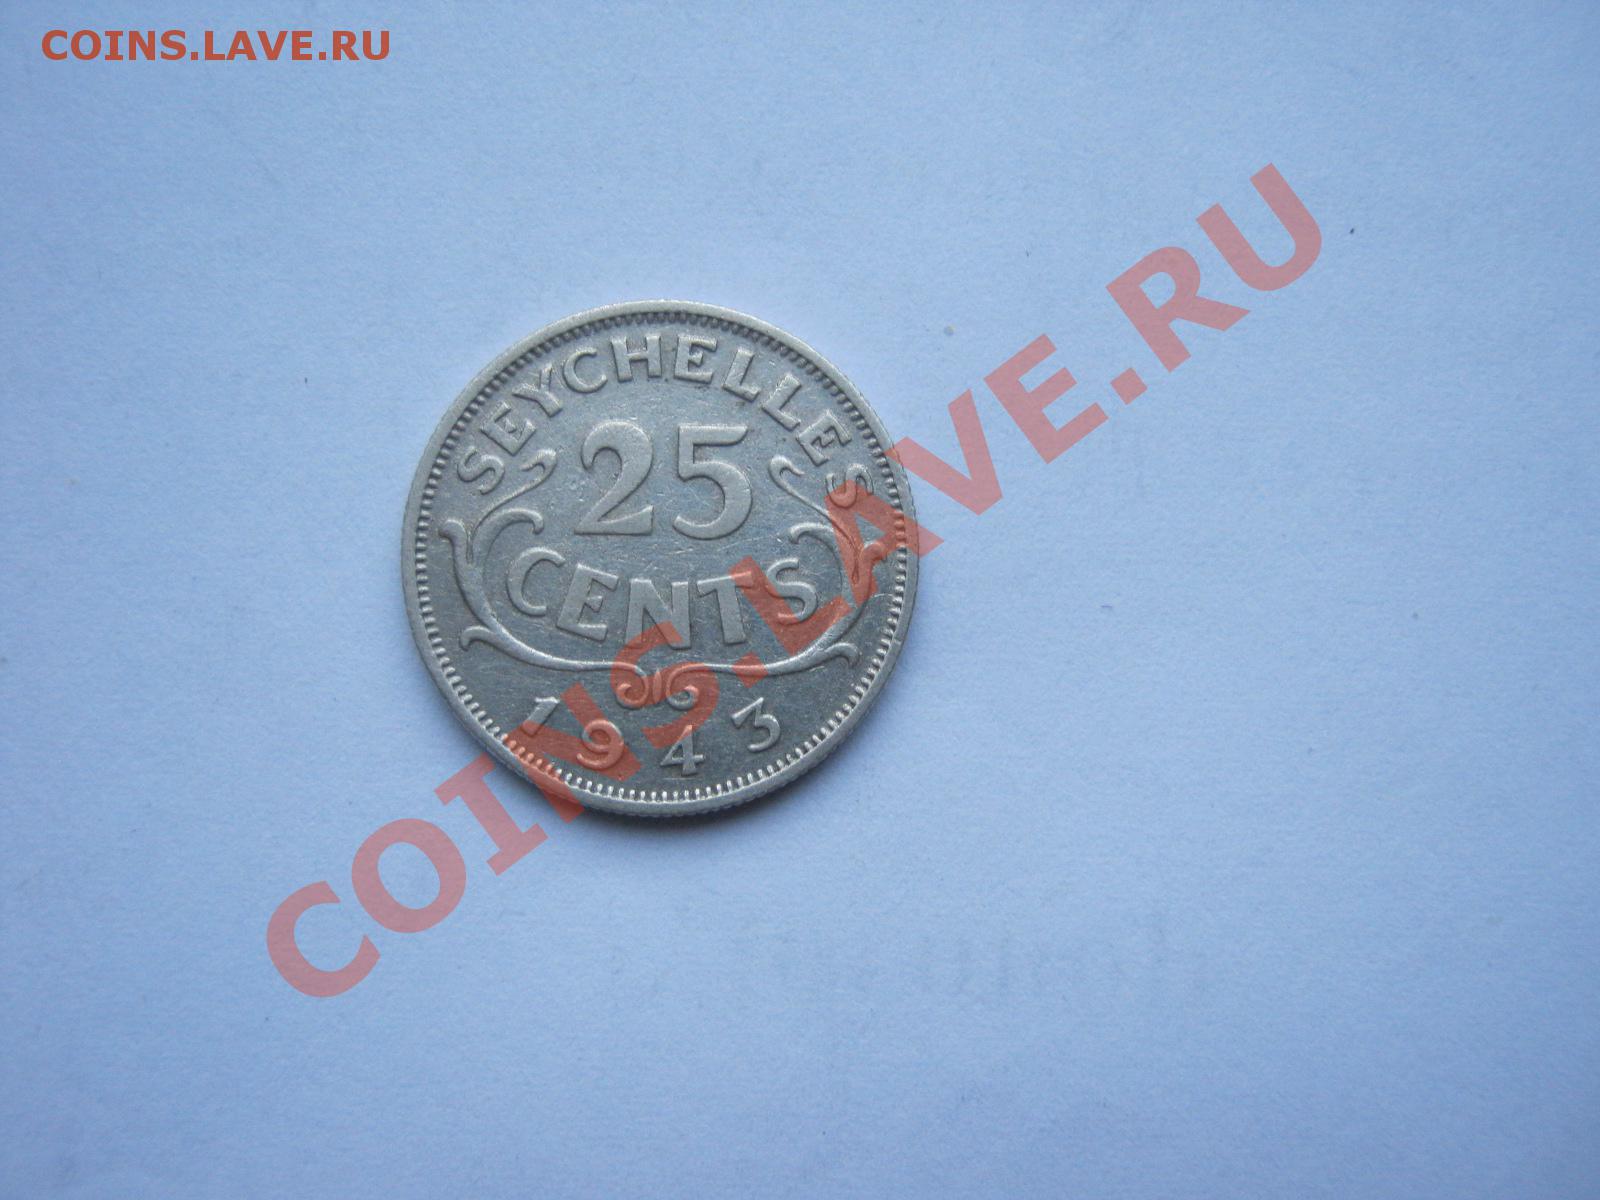 COINS.LAVE.RU
SEYCHELLES
25
CENTS
1943
COINS.LAVE.RU